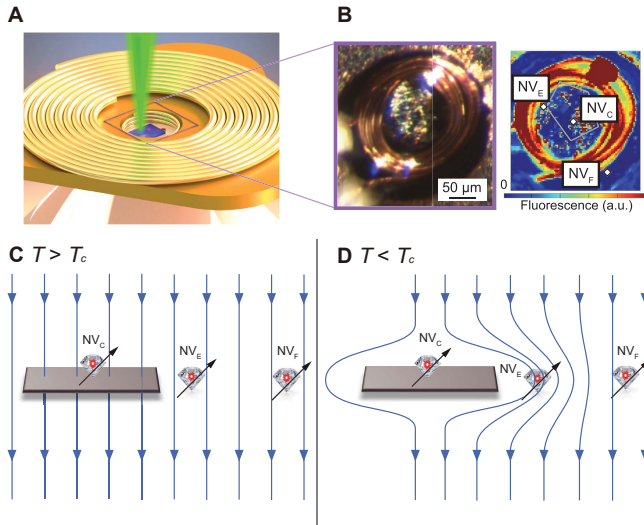 A
B
NV_E
NV_C
NV_F
50 µm
0
Fluorescence (a.u.)
C T > T_c
D T < T_c
NV_C
NV_E
NV_F
NV_C
NV_E
NV_F